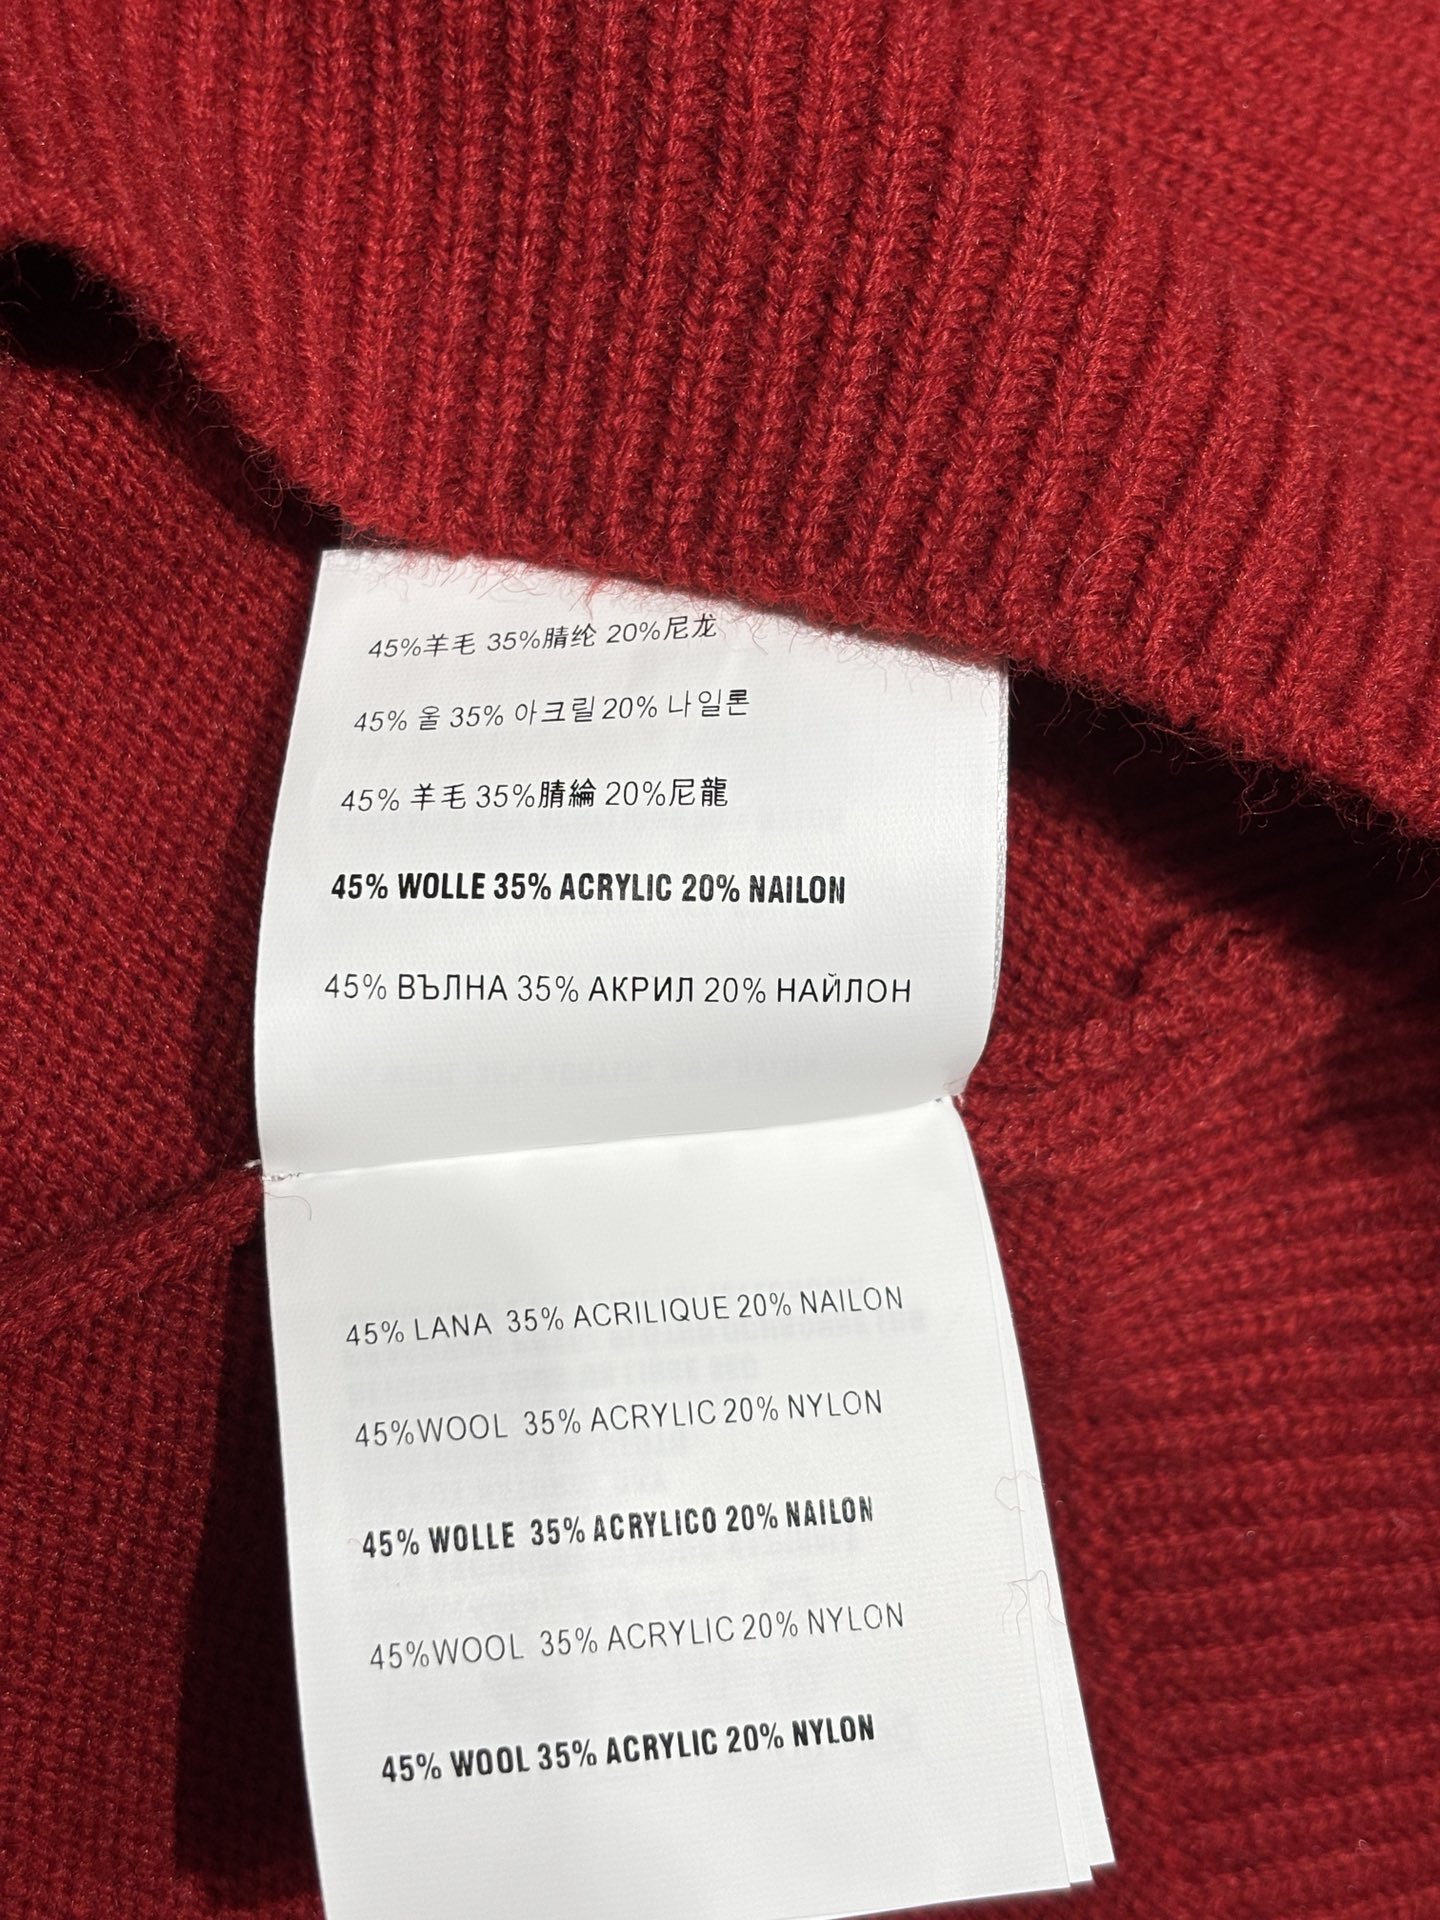 45%羊毛 35%腈纶 20%尼龙
45% 울 35% 아크릴 20% 나일론
45% 羊毛 35%腈綸 20%尼龍
45% WOLLE 35% ACRYLIC 20% NAILON
45% ВЪЛНА 35% АКРИЛ 20% НАЙЛОН
45% LANA 35% ACRILIQUE 20% NAILON
45%WOOL 35% ACRYLIC 20% NYLON
45% WOLLE 35% ACRYLICO 20% NAILON
45%WOOL 35% ACRYLIC 20% NYLON
45% WOOL 35% ACRYLIC 20% NYLON